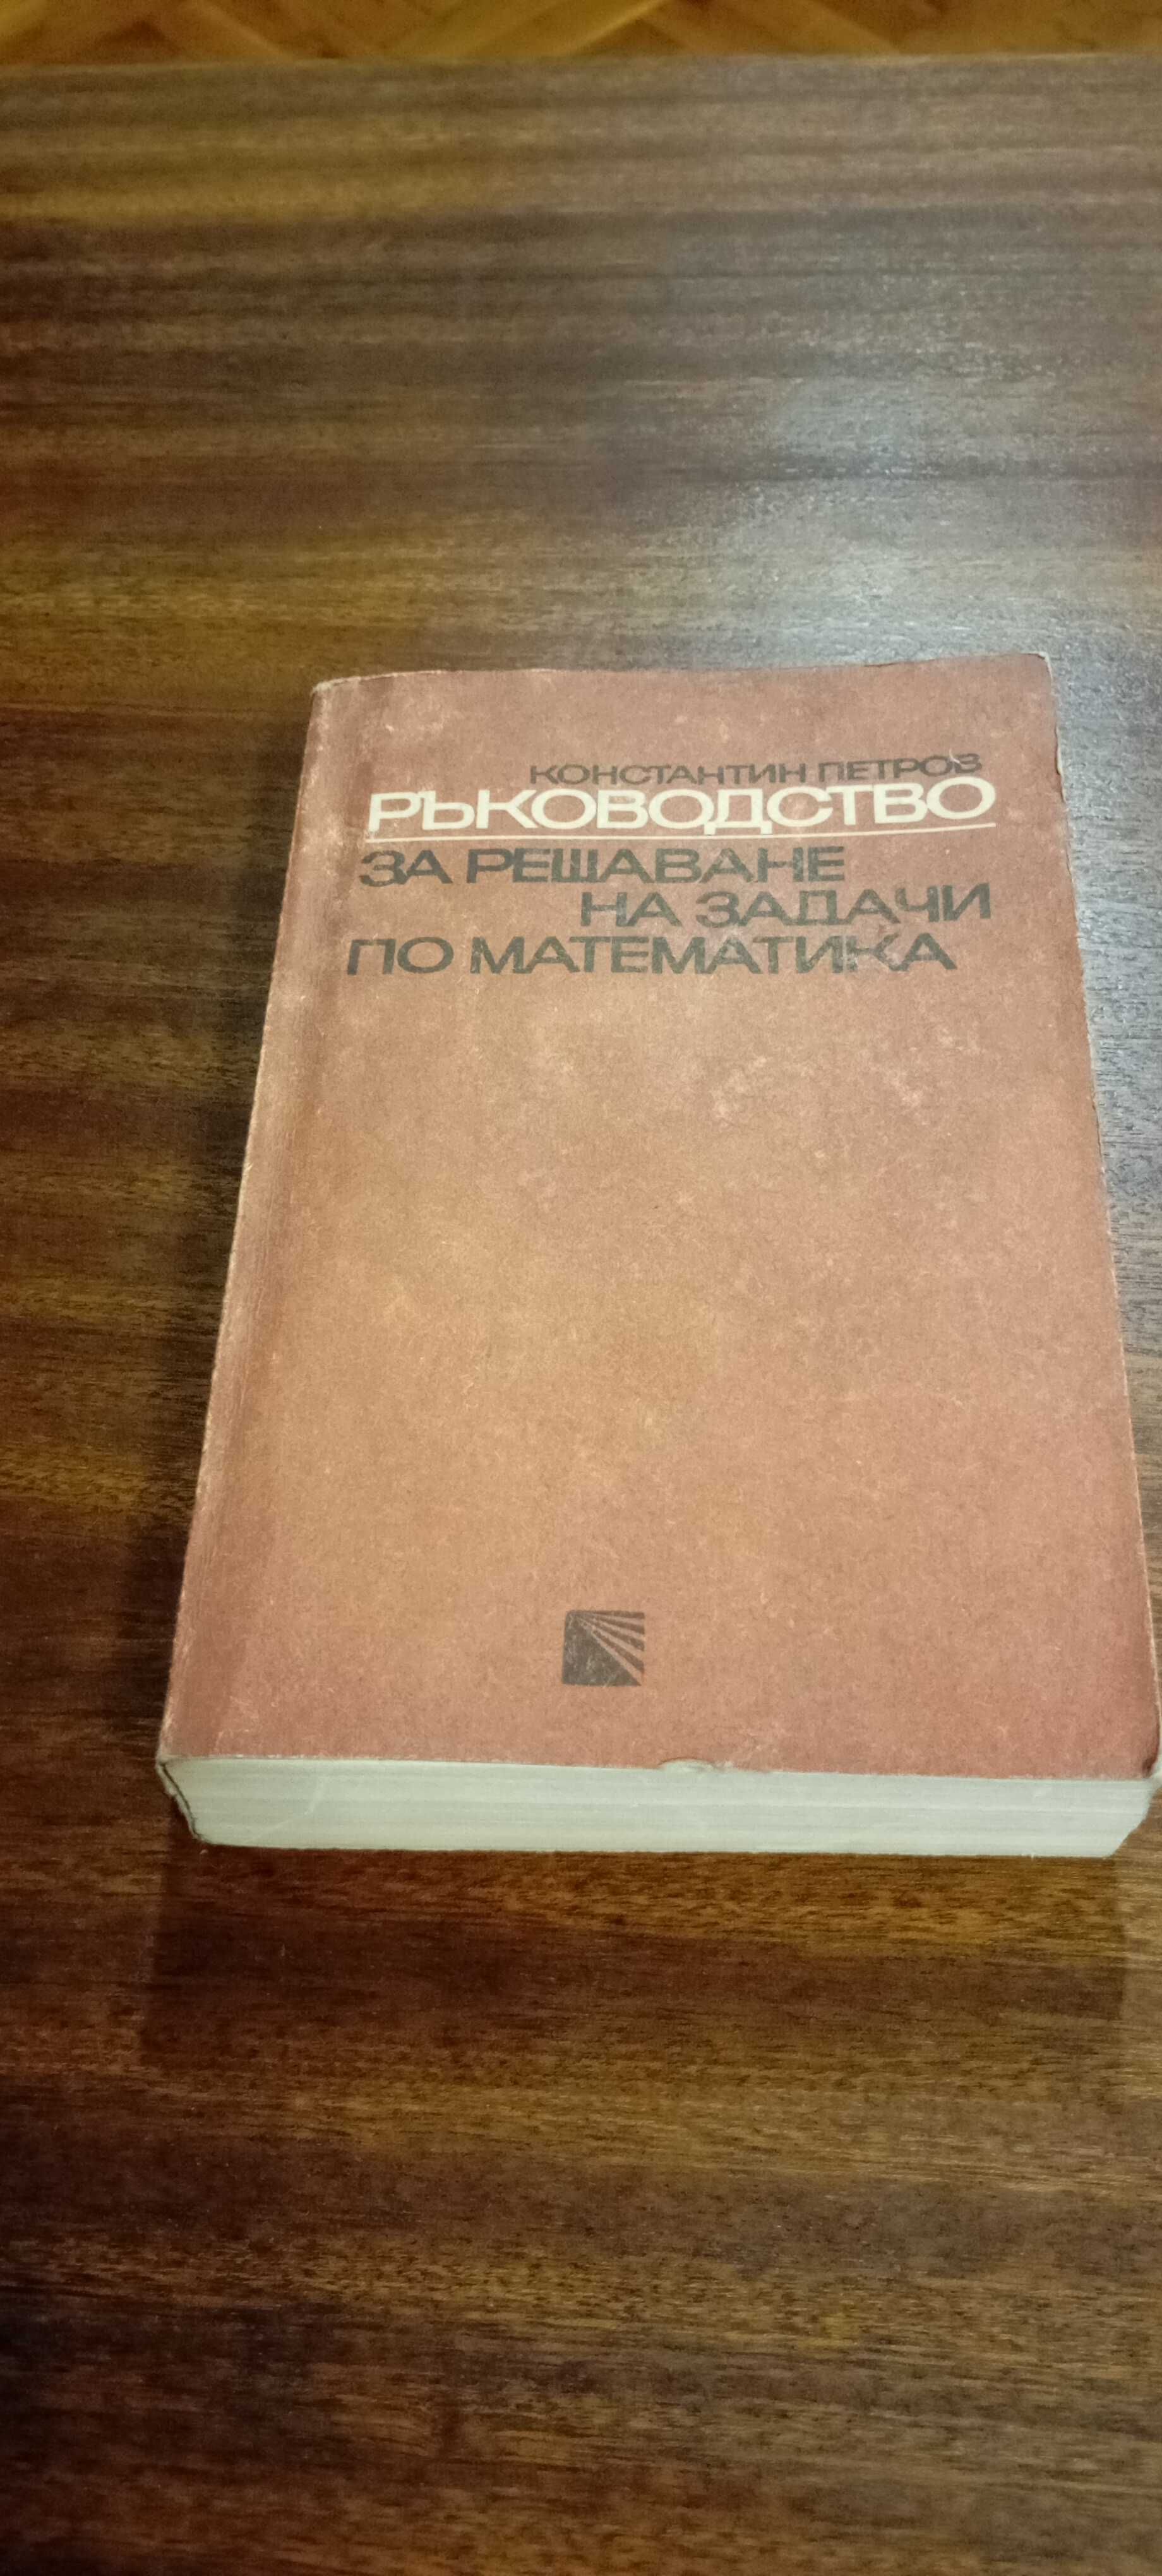 КОНСТАНТИН ПЕТРОВ
РЪКОВОДСТВО
ЗА РЕШАВАНЕ
НА ЗАДАЧИ
ПО МАТЕМАТИКА